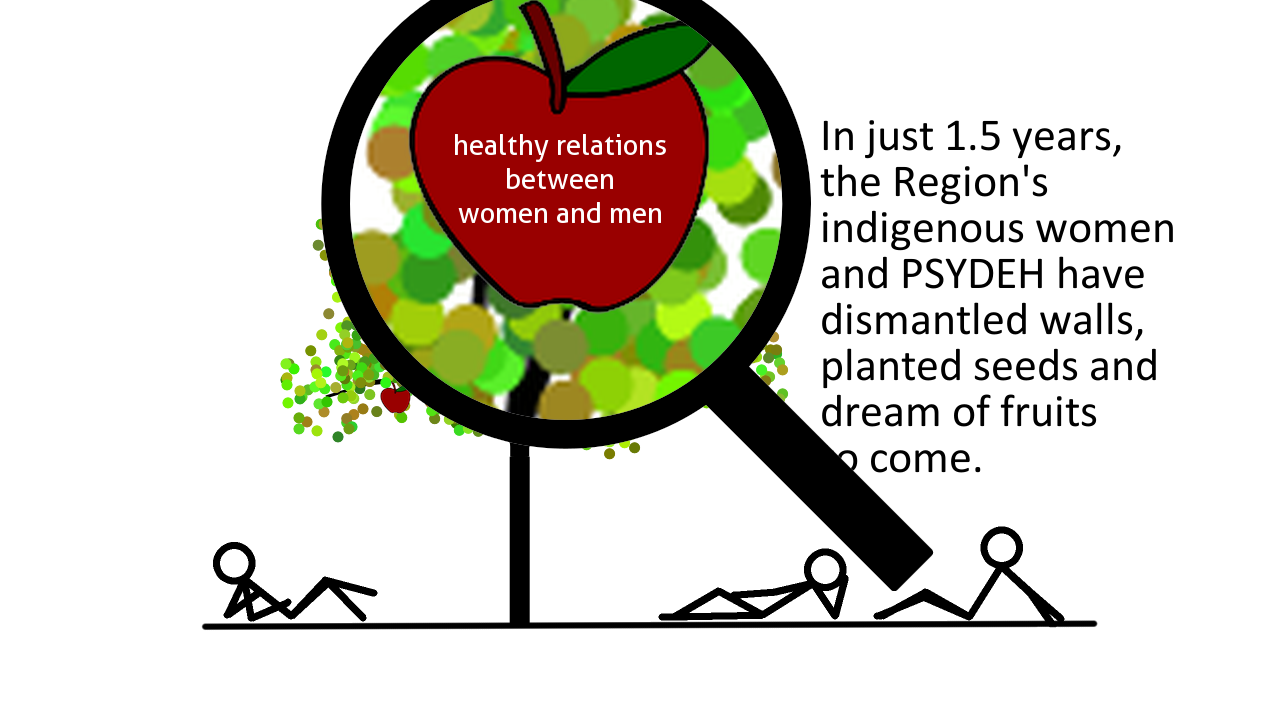 healthy relations
between
women and men
In just 1.5 years,
the Region's
indigenous women
and PSYDEH have
dismantled walls,
planted seeds and
dream of fruits
o come.